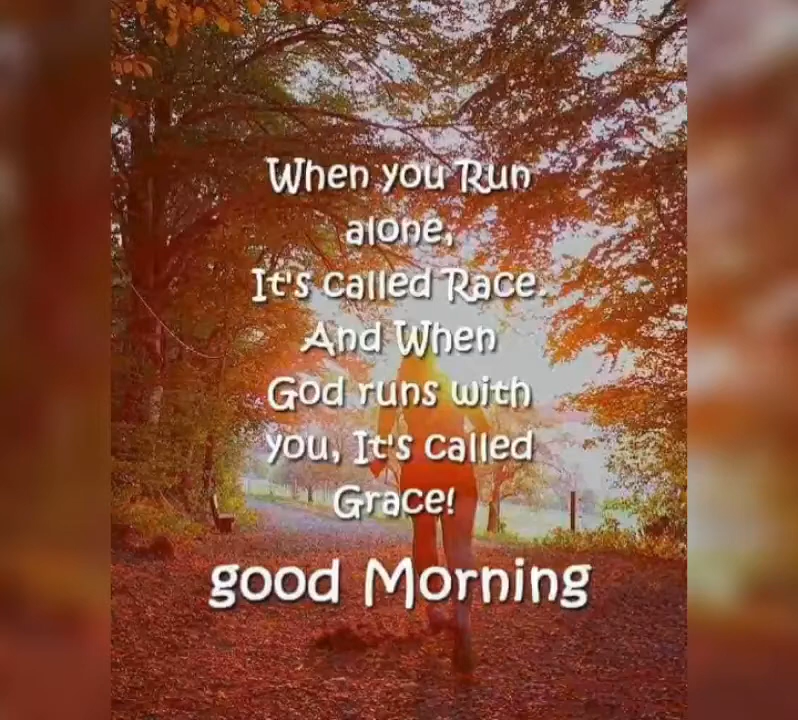 When you Run
alone,
It's called Race.
And When
God runs with
you, It's called
Grace!
good Morning